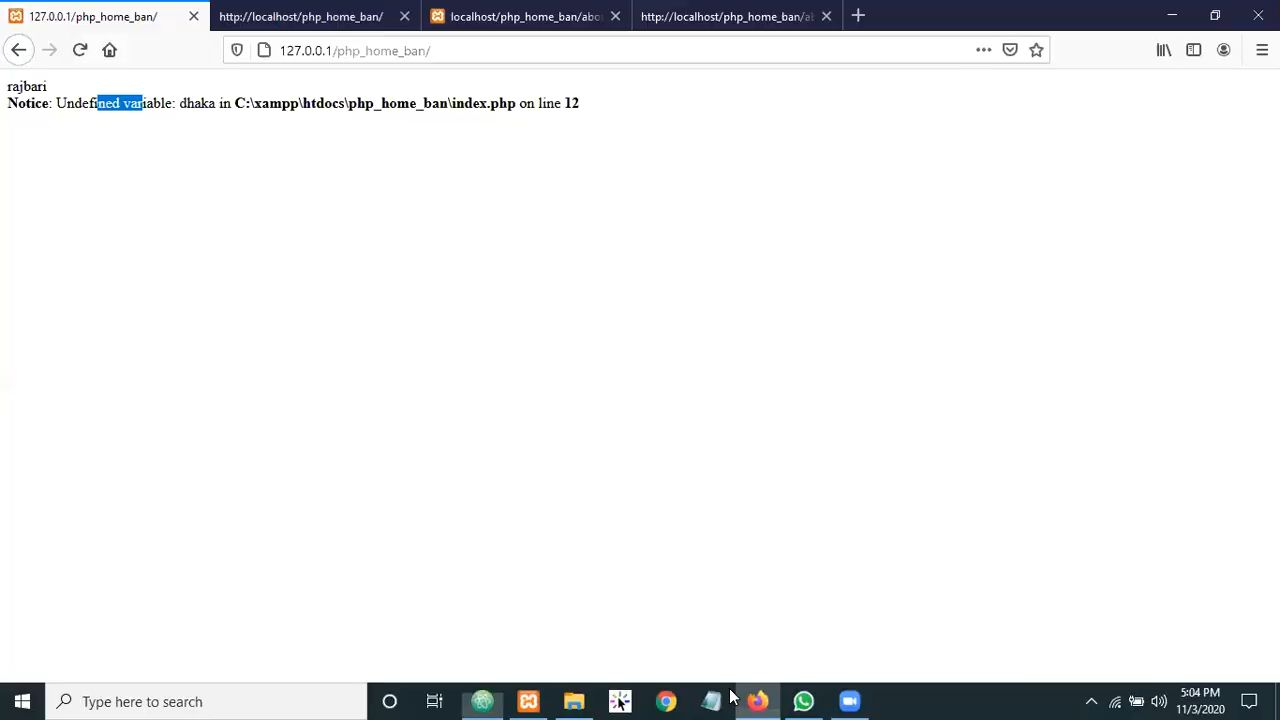 127.0.0.1/php_home_ban/
http://localhost/php_home_ban/
localhost/php_home_ban/abo
http://localhost/php_home_ban/a
127.0.0.1/php_home_ban/
rajbari
Notice: Undefined variable: dhaka in C:\xampp\htdocs\php_home_ban\index.php on line 12
Type here to search
5:04 PM
11/3/2020